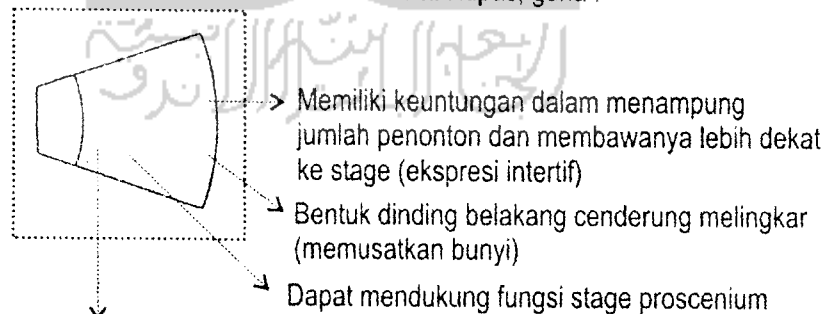 Memiliki keuntungan dalam menampung
jumlah penonton dan membawanya lebih dekat
ke stage (ekspresi intertif)
Bentuk dinding belakang cenderung melingkar
(memusatkan bunyi)
Dapat mendukung fungsi stage proscenium